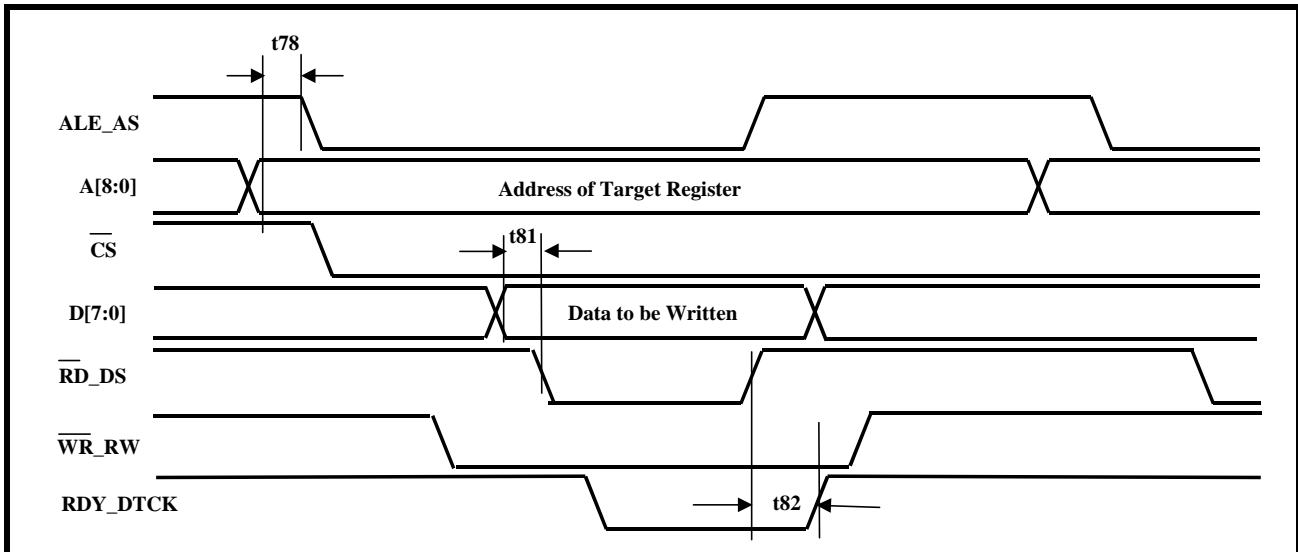 t78
ALE_AS
A[8:0]
Address of Target Register
CS
t81
D[7:0]
Data to be Written
RD_DS
WR_RW
RDY_DTCK
t82